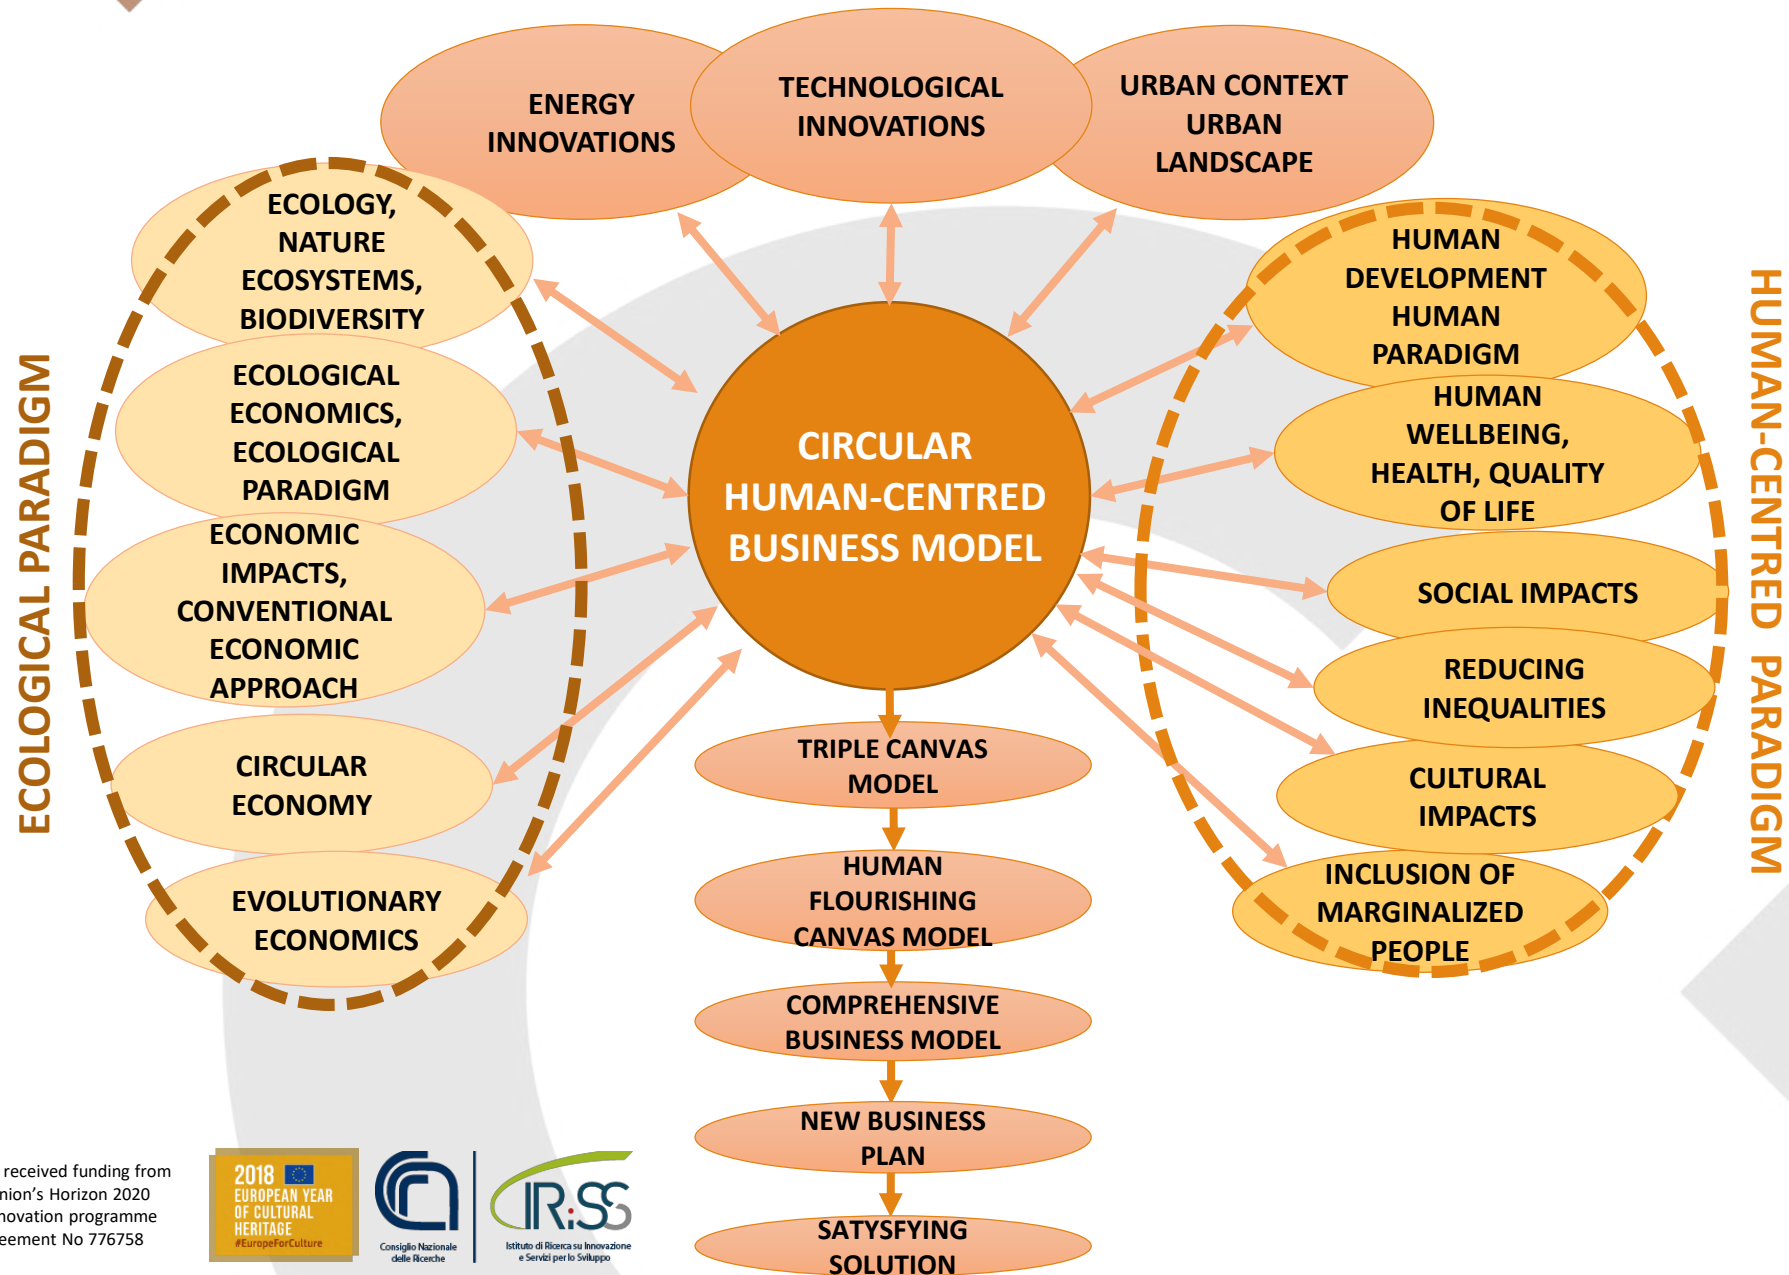 ENERGY
INNOVATIONS
TECHNOLOGICAL
INNOVATIONS
URBAN CONTEXT
URBAN
LANDSCAPE
ECOLOGICAL PARADIGM
ECOLOGY,
NATURE
ECOSYSTEMS,
BIODIVERSITY
ECOLOGICAL
ECONOMICS,
ECOLOGICAL
PARADIGM
ECONOMIC
IMPACTS,
CONVENTIONAL
ECONOMIC
APPROACH
CIRCULAR
ECONOMY
EVOLUTIONARY
ECONOMICS
CIRCULAR
HUMAN-CENTRED
BUSINESS MODEL
TRIPLE CANVAS
MODEL
HUMAN
FLOURISHING
CANVAS MODEL
COMPREHENSIVE
BUSINESS MODEL
NEW BUSINESS
PLAN
SATYSFYING
SOLUTION
HUMAN
DEVELOPMENT
HUMAN
PARADIGM
HUMAN
WELLBEING,
HEALTH, QUALITY
OF LIFE
SOCIAL IMPACTS
REDUCING
INEQUALITIES
CULTURAL
IMPACTS
INCLUSION OF
MARGINALIZED
PEOPLE
HUMAN-CENTRED PARADIGM
received funding from
nion's Horizon 2020
novation programme
eement No 776758
2018
EUROPEAN YEAR
OF CULTURAL
HERITAGE
#EuropeForCulture
Consiglio Nazionale
delle Ricerche
IR:SS
Istituto di Ricerca su Innovazione
e Servizi per lo Sviluppo